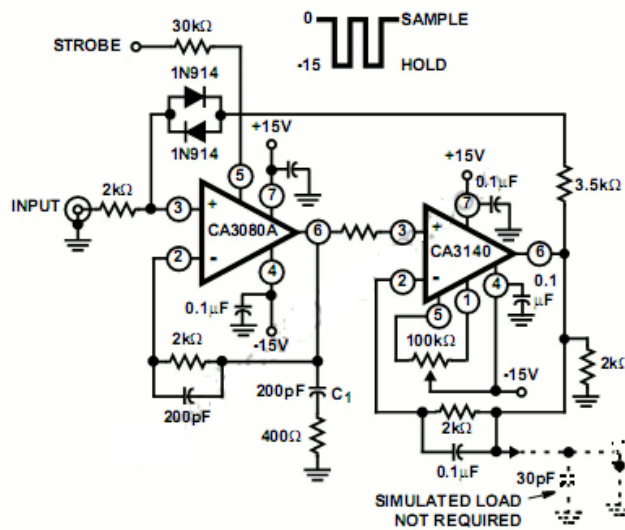 0
SAMPLE
-15
HOLD
30kΩ
STROBE
1N914
1N914
+15V
+15V
0.1µF
3.5kΩ
2kΩ
INPUT
5
7
3
+
CA3080A
6
2
-
4
0.1µF
-15V
7
3
+
CA3140
6
2
-
4
0.1
µF
5
1
100kΩ
-15V
2kΩ
200pF
200pF
C1
400Ω
2kΩ
2kΩ
0.1µF
30pF
SIMULATED LOAD
NOT REQUIRED